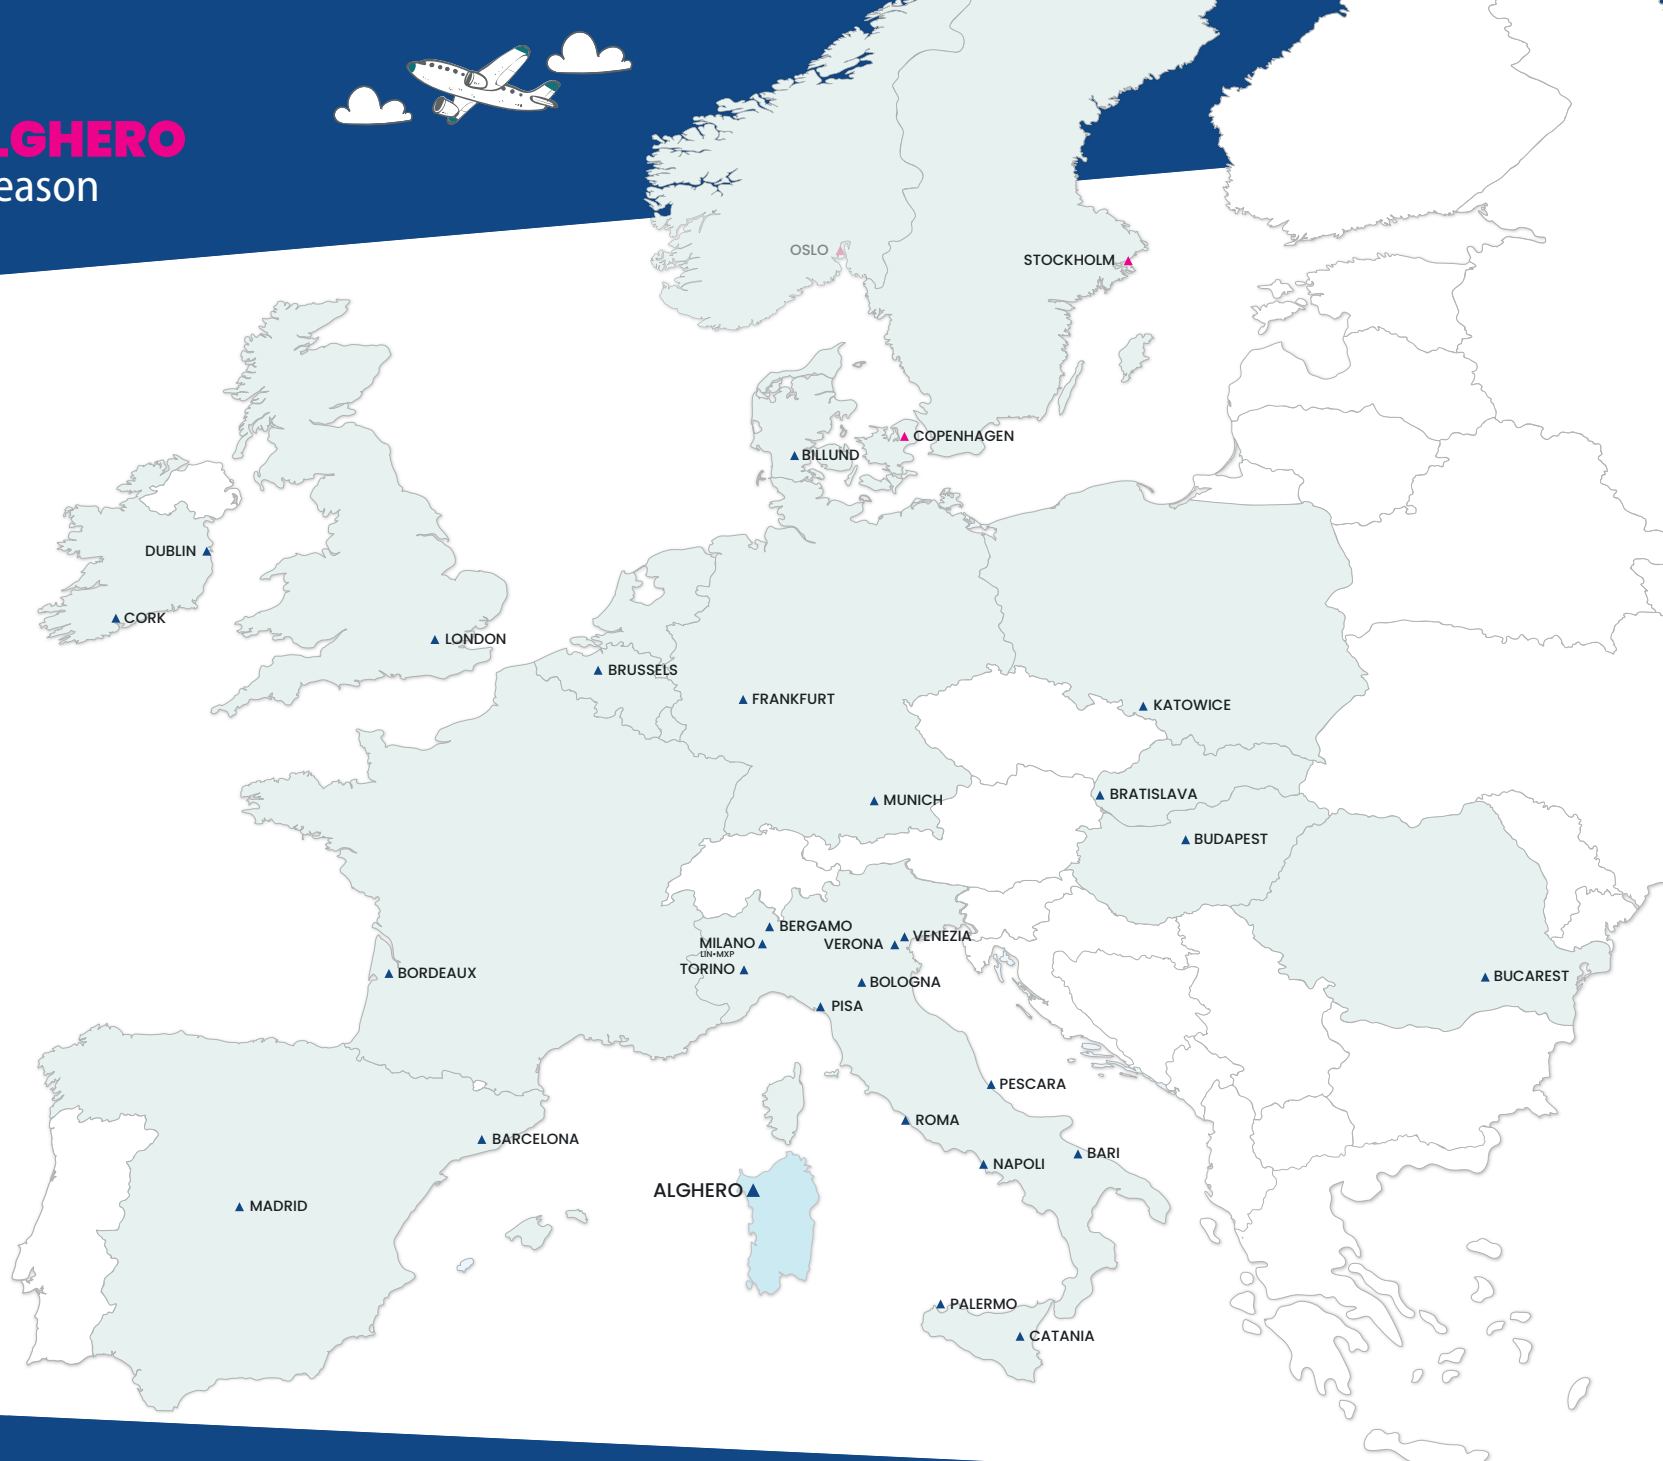 LGHERO
eason
OSLO
STOCKHOLM
COPENHAGEN
BILLUND
DUBLIN
CORK
LONDON
BRUSSELS
FRANKFURT
KATOWICE
MUNICH
BRATISLAVA
BUDAPEST
BERGAMO
MILANO
LIN•MXP
VERONA
VENEZIA
TORINO
BORDEAUX
BOLOGNA
BUCAREST
PISA
PESCARA
ROMA
BARCELONA
BARI
NAPOLI
ALGHERO
MADRID
PALERMO
CATANIA